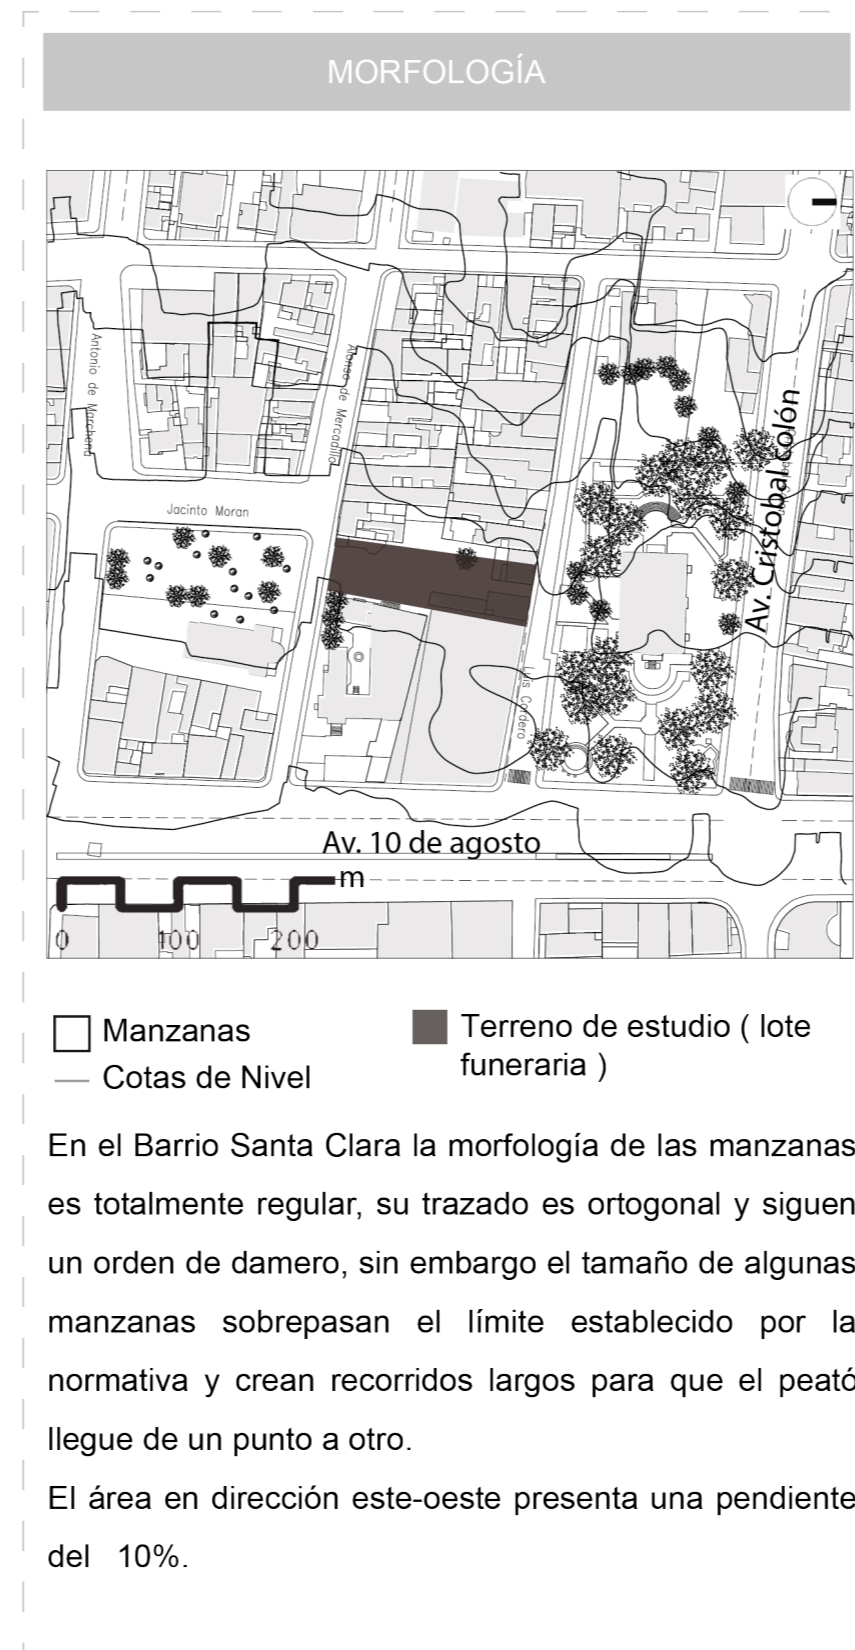 MORFOLOGÍA
Antonio de Marchena
Alonso de Mercadillo
Jacinto Moran
Av. Cristobal colón
Luis Cordero
Av. 10 de agosto
m
0 100 200
Manzanas
Cotas de Nivel
Terreno de estudio ( lote
funeraria )
En el Barrio Santa Clara la morfología de las manzanas
es totalmente regular, su trazado es ortogonal y siguen
un orden de damero, sin embargo el tamaño de algunas
manzanas sobrepasan el límite establecido por la
normativa y crean recorridos largos para que el peató
llegue de un punto a otro.
El área en dirección este-oeste presenta una pendiente
del 10%.